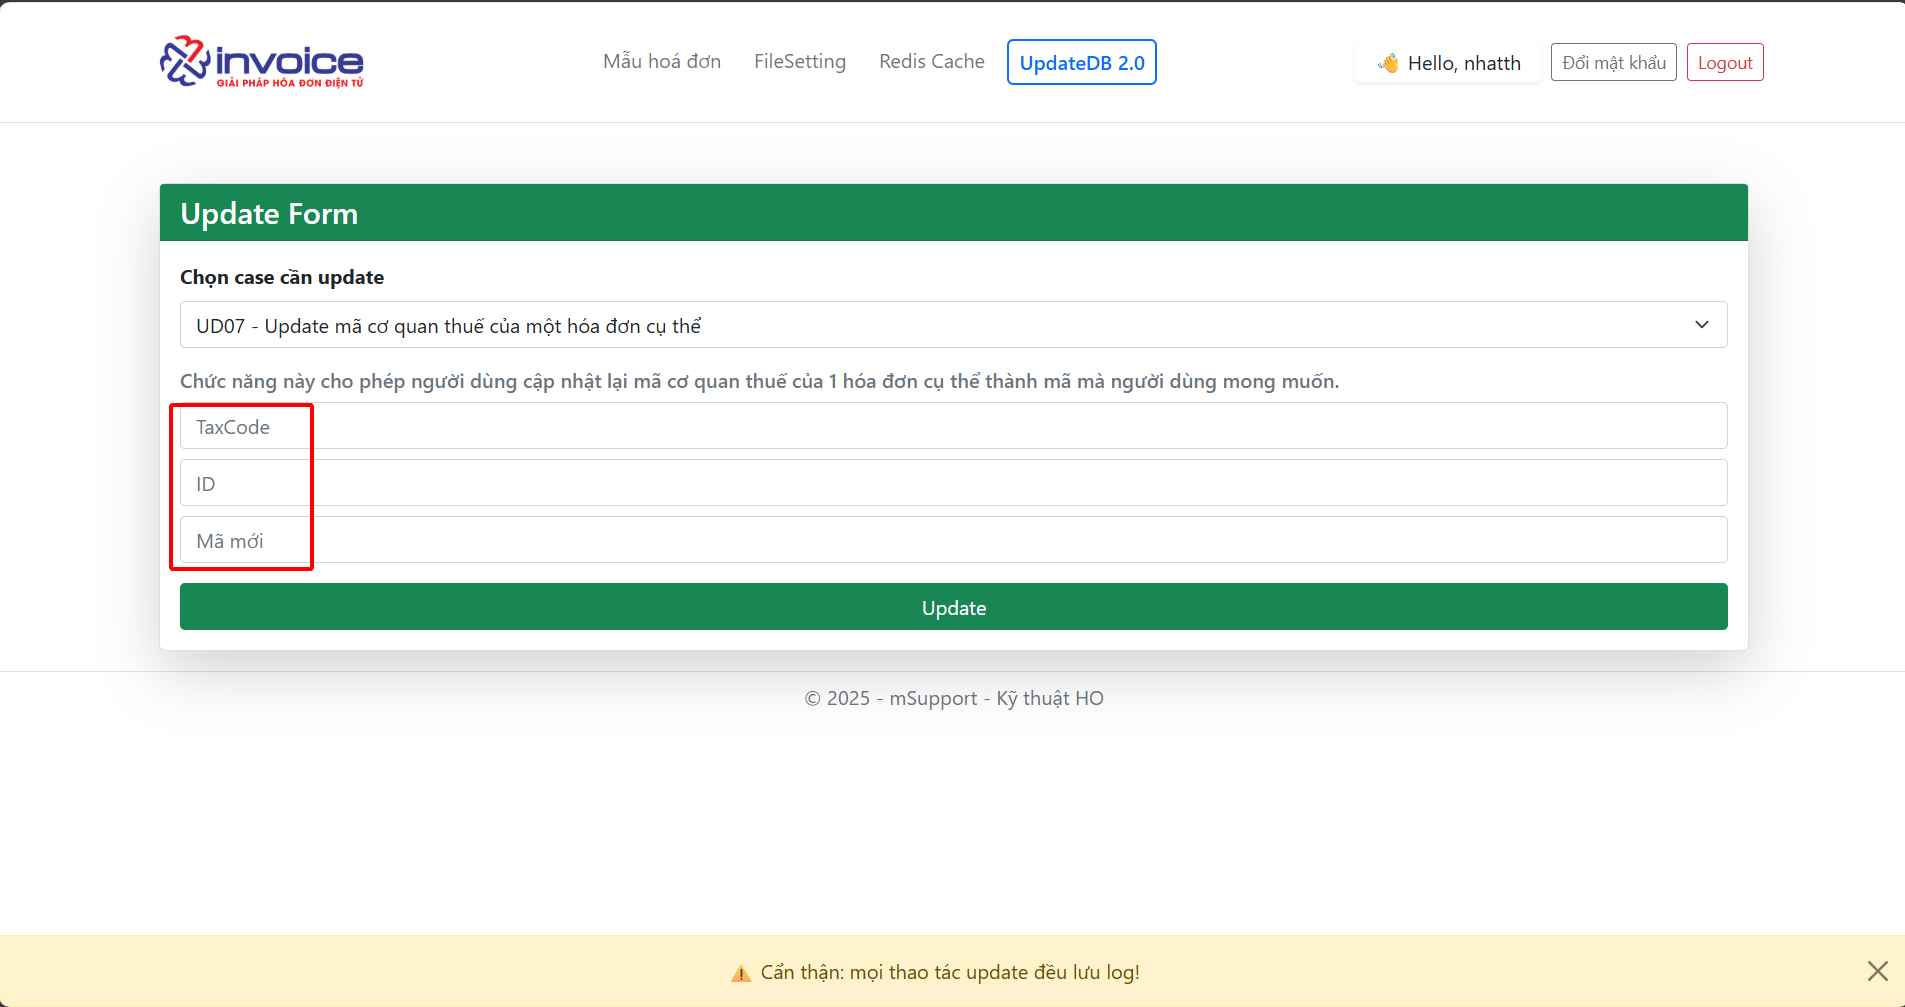 invoice
GIẢI PHÁP HÓA ĐƠN ĐIỆN TỬ
Mẫu hoá đơn
FileSetting
Redis Cache
UpdateDB 2.0
👋 Hello, nhatth
Đổi mật khẩu
Logout
Update Form
Chọn case cần update
UD07 - Update mã cơ quan thuế của một hóa đơn cụ thể
Chức năng này cho phép người dùng cập nhật lại mã cơ quan thuế của 1 hóa đơn cụ thể thành mã mà người dùng mong muốn.
TaxCode
ID
Mã mới
Update
© 2025 - mSupport - Kỹ thuật HO
⚠ Cẩn thận: mọi thao tác update đều lưu log!